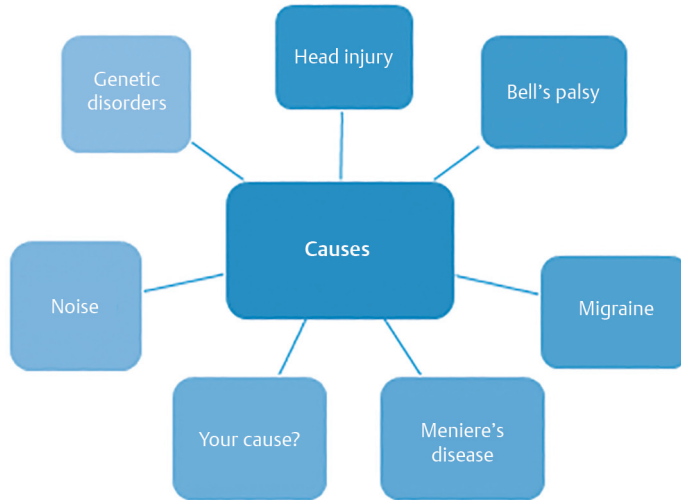 Head injury
Genetic
disorders
Bell's palsy
Causes
Noise
Migraine
Your cause?
Meniere's
disease